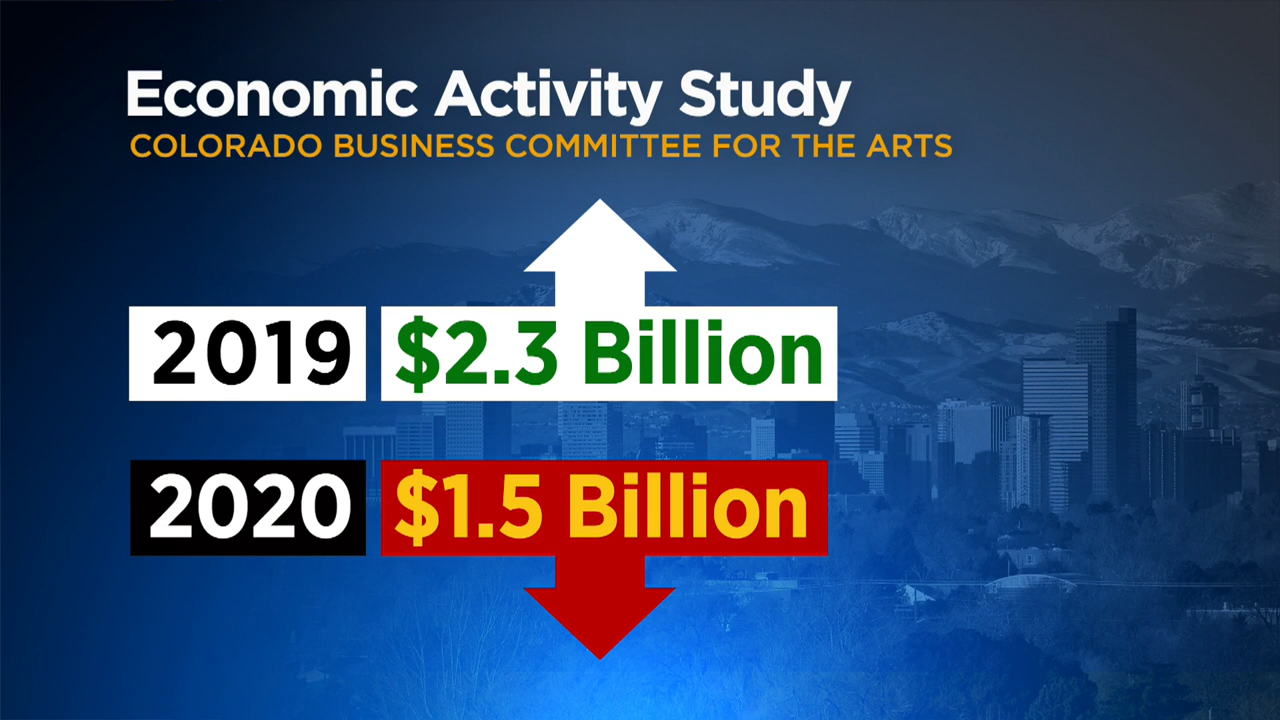 Economic Activity Study
COLORADO BUSINESS COMMITTEE FOR THE ARTS
2019 $2.3 Billion
2020 $1.5 Billion